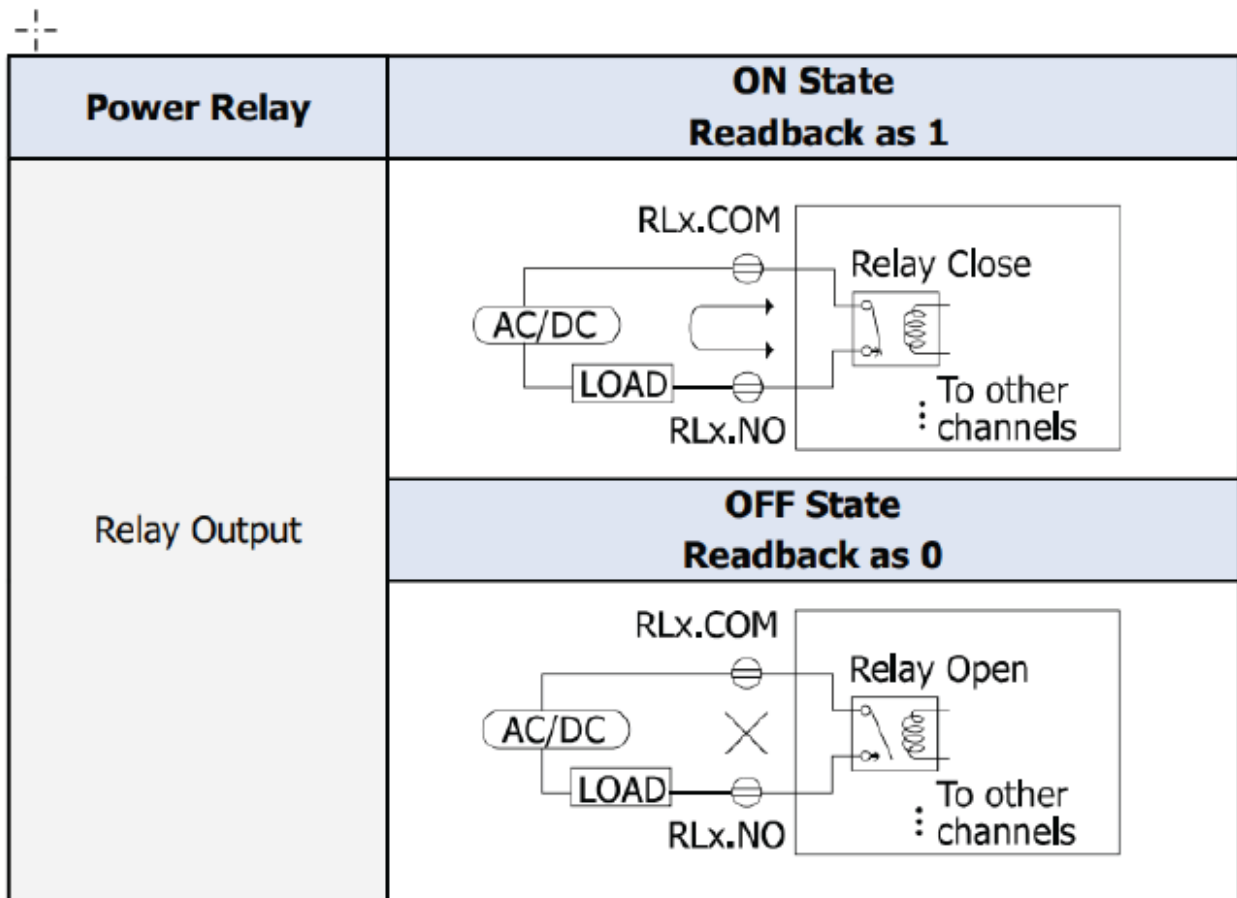 Power Relay
ON State
Readback as 1
Relay Output
RLx.COM
Relay Close
AC/DC
LOAD
To other
channels
RLx.NO
OFF State
Readback as 0
RLx.COM
Relay Open
AC/DC
LOAD
To other
channels
RLx.NO